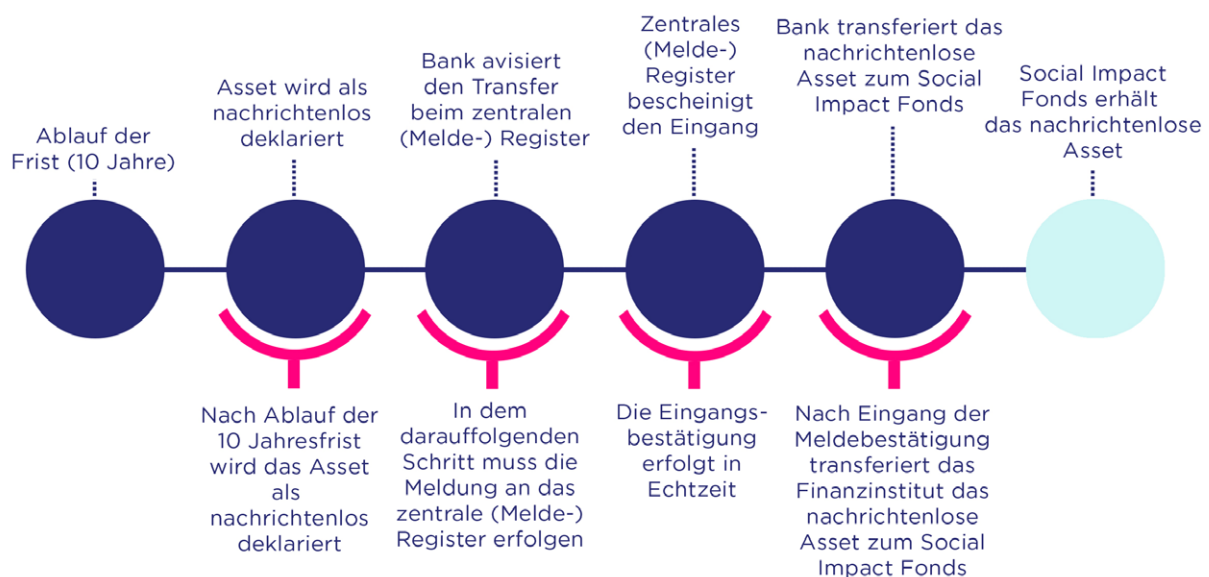 Ablauf der
Frist (10 Jahre)
Asset wird als
nachrichtenlos
deklariert
Bank avisiert
den Transfer
beim zentralen
(Melde-) Register
Zentrales
(Melde-)
Register
bescheinigt
den Eingang
Bank transferiert das
nachrichtenlose
Asset zum Social
Impact Fonds
Social Impact
Fonds erhält
das nachrichtenlose
Asset
Nach Ablauf der
10 Jahresfrist
wird das Asset
als
nachrichtenlos
deklariert
In dem
darauffolgenden
Schritt muss die
Meldung an das
zentrale (Melde-)
Register erfolgen
Die Eingangs-
bestätigung
erfolgt in
Echtzeit
Nach Eingang der
Meldebestätigung
transferiert das
Finanzinstitut das
nachrichtenlose
Asset zum Social
Impact Fonds